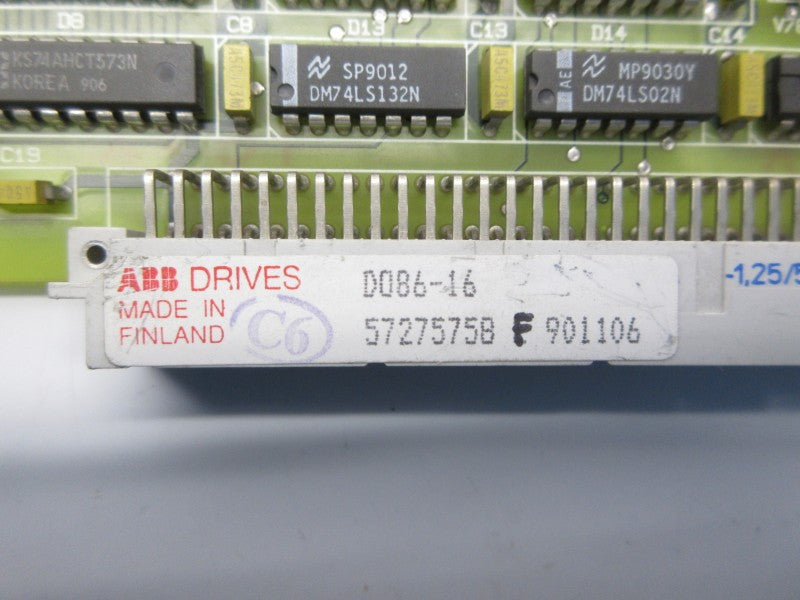 D8
C8
D13
C13
D14
C14
KS74AHCT573N
KOREA 906
SP9012
DM74LS132N
AE
MP9030Y
DM74LS02N
C19
ABB DRIVES
MADE IN
FINLAND
C6
DO86-16
5727575B F 901106
-1,25/5